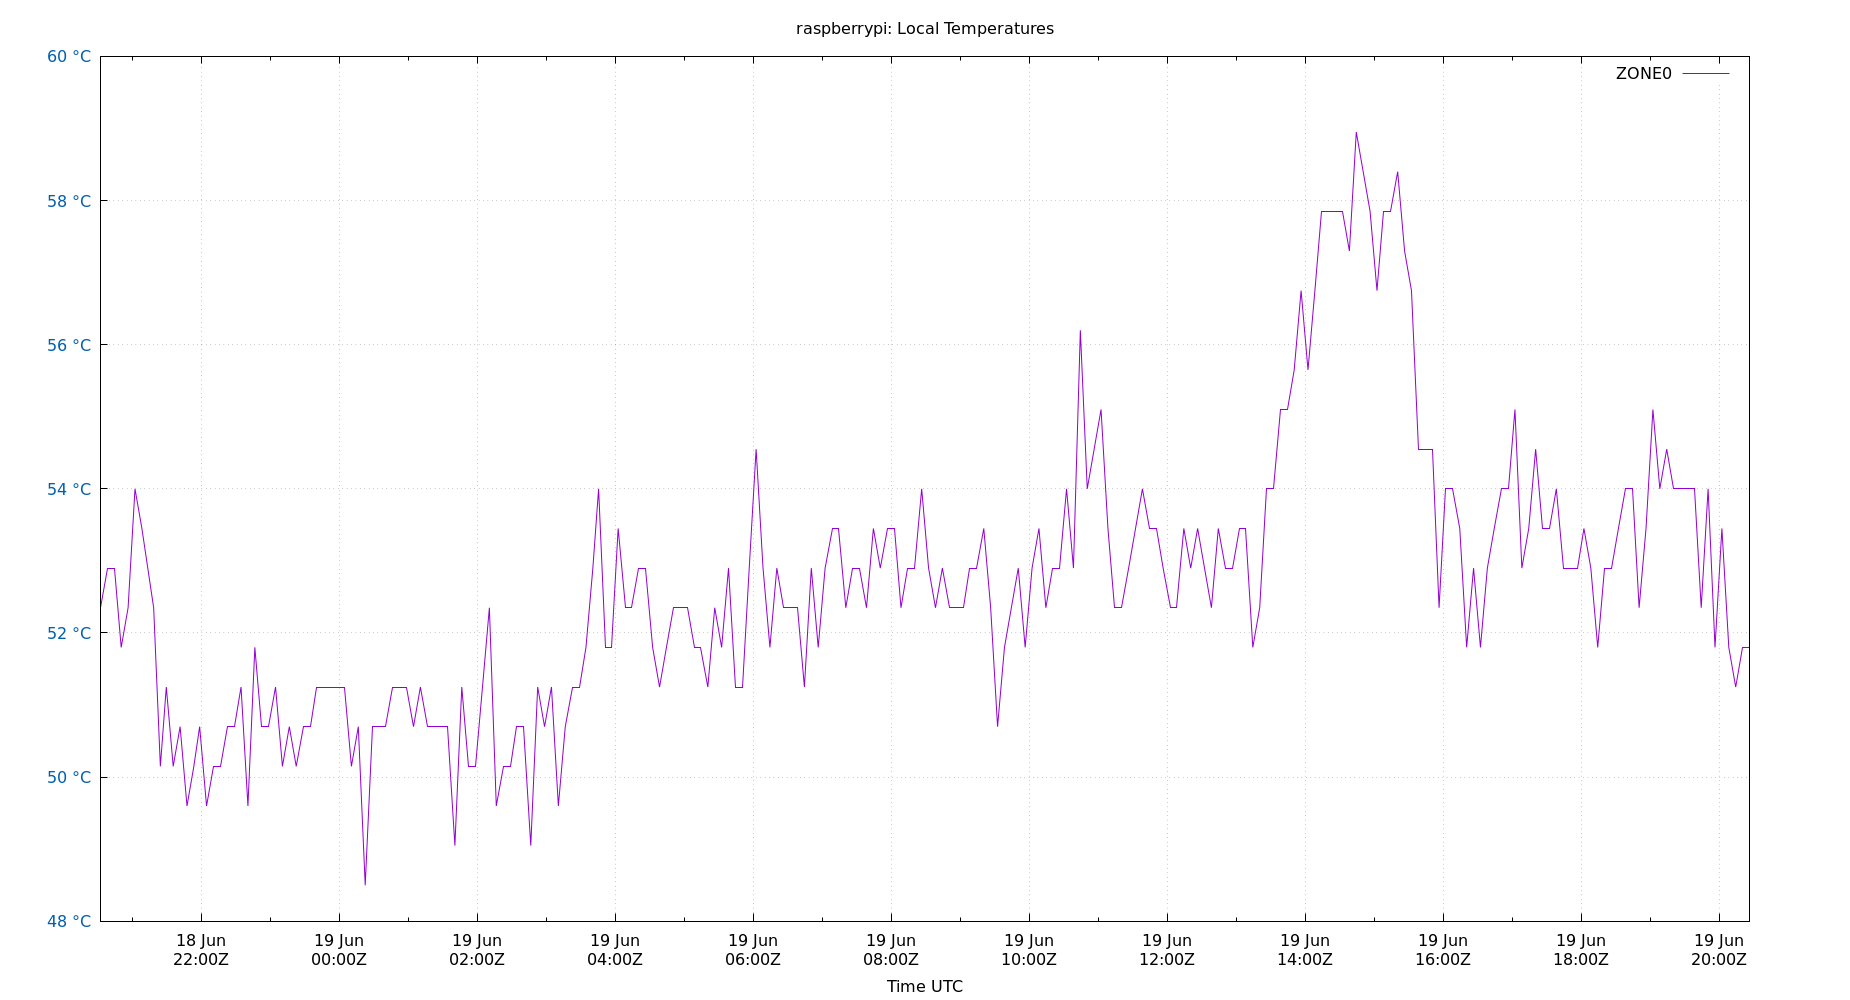 raspberrypi: Local Temperatures
60 °C
ZONE0
58 °C
56 °C
54 °C
52 °C
50 °C
48 °C
18 Jun 19 Jun 19 Jun 19 Jun 19 Jun 19 Jun 19 Jun 19 Jun 19 Jun 19 Jun 19 Jun 19 Jun
22:00Z 00:00Z 02:00Z 04:00Z 06:00Z 08:00Z 10:00Z 12:00Z 14:00Z 16:00Z 18:00Z 20:00Z
Time UTC